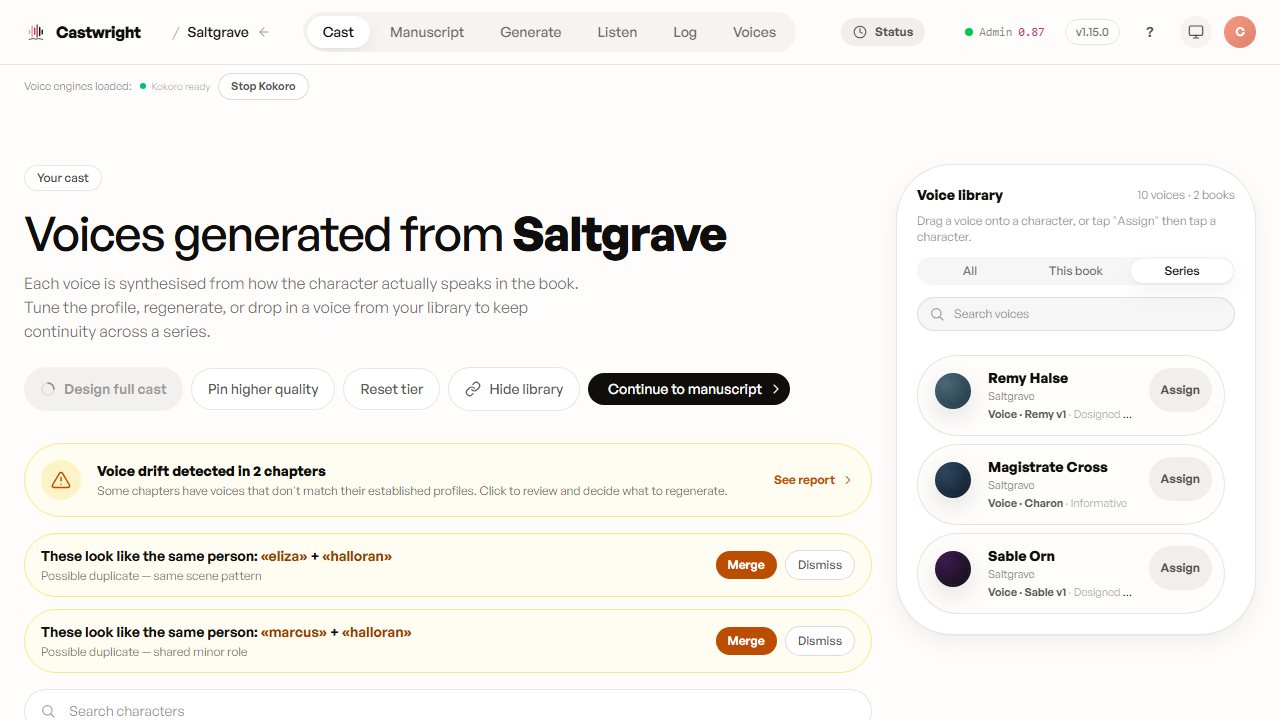 Castwright
/ Saltgrave ←
Cast
Manuscript
Generate
Listen
Log
Voices
Status
Admin 0.87
v1.15.0
?
C
Voice engines loaded:
Kokoro ready
Stop Kokoro
Your cast
Voices generated from Saltgrave
Each voice is synthesised from how the character actually speaks in the book.
Tune the profile, regenerate, or drop in a voice from your library to keep
continuity across a series.
Design full cast
Pin higher quality
Reset tier
Hide library
Continue to manuscript
Voice drift detected in 2 chapters
Some chapters have voices that don't match their established profiles. Click to review and decide what to regenerate.
See report
These look like the same person: «eliza» + «halloran»
Possible duplicate — same scene pattern
Merge
Dismiss
These look like the same person: «marcus» + «halloran»
Possible duplicate — shared minor role
Merge
Dismiss
Search characters
Voice library
10 voices · 2 books
Drag a voice onto a character, or tap "Assign" then tap a
character.
All
This book
Series
Search voices
Remy Halse
Saltgrave
Voice · Remy v1 · Designed ...
Assign
Magistrate Cross
Saltgrave
Voice · Charon · Informative
Assign
Sable Orn
Saltgrave
Voice · Sable v1 · Designed ...
Assign